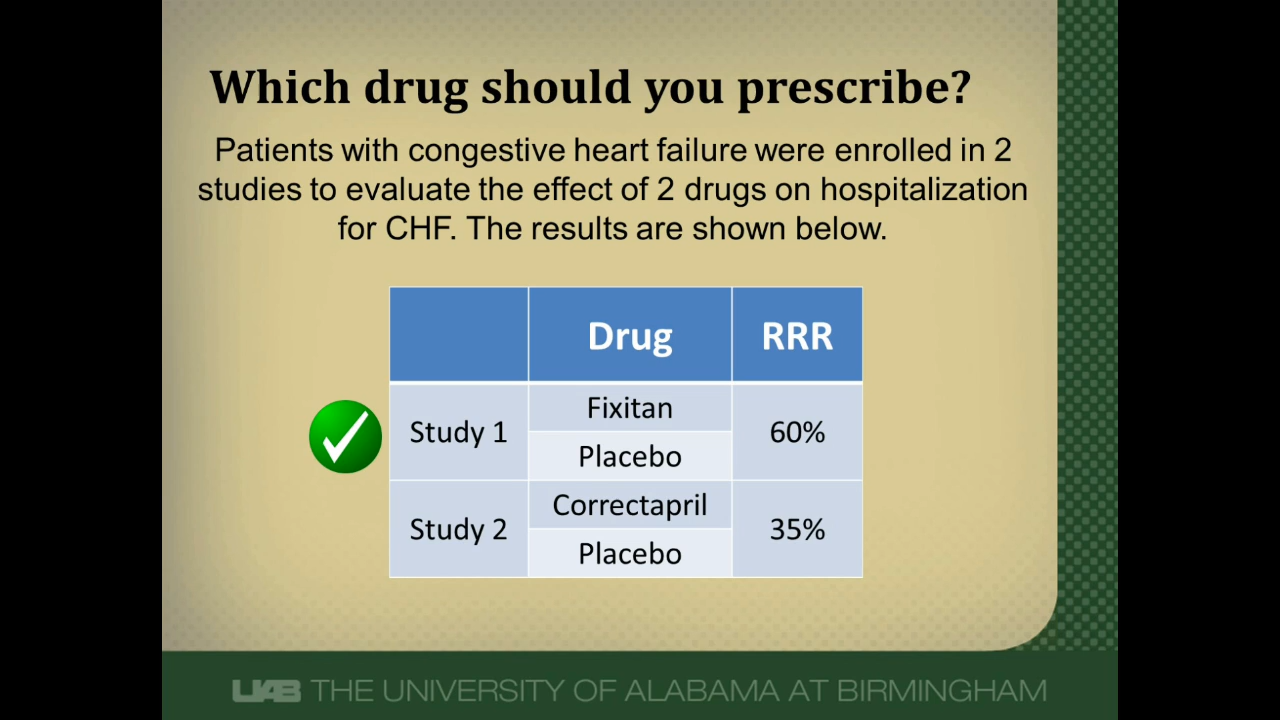 Which drug should you prescribe?
Patients with congestive heart failure were enrolled in 2
studies to evaluate the effect of 2 drugs on hospitalization
for CHF. The results are shown below.
Drug RRR
Study 1 Fixitan 60%
Placebo
Study 2 Correctapril 35%
Placebo
UAB THE UNIVERSITY OF ALABAMA AT BIRMINGHAM